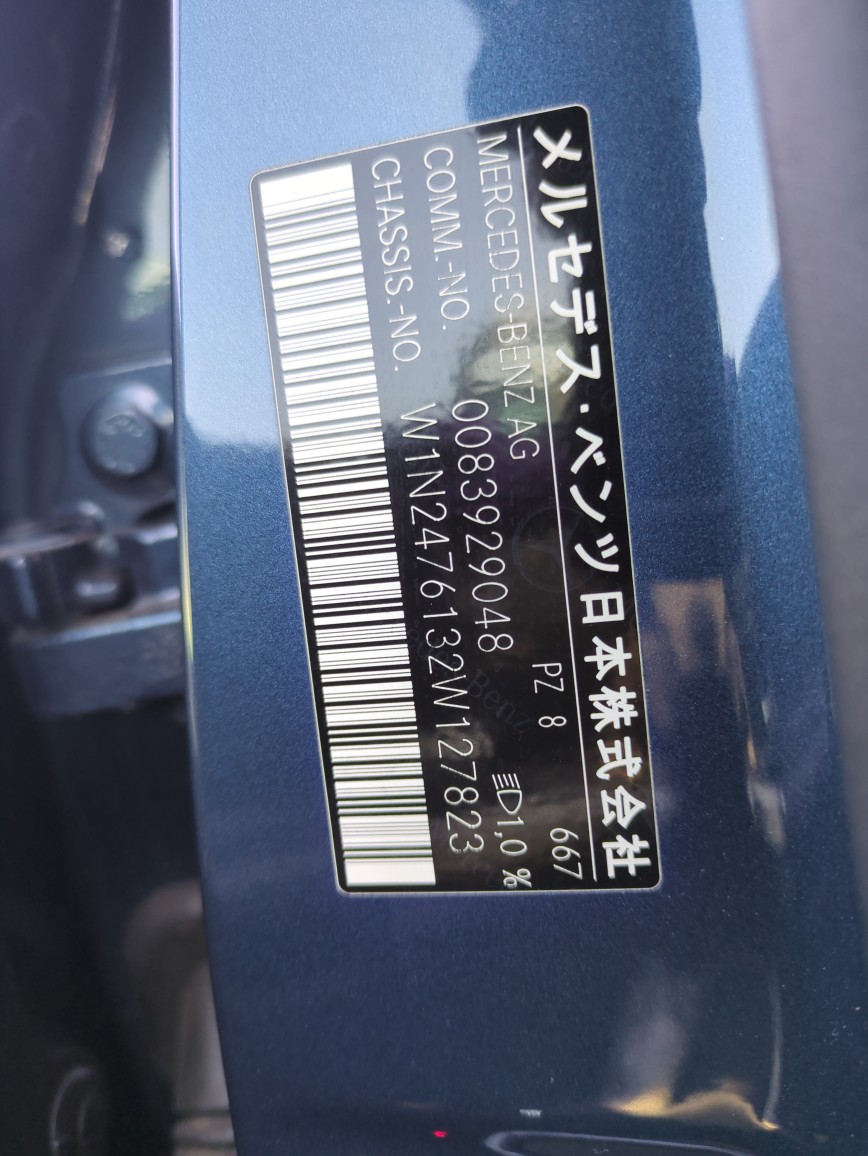 メルセデス・ベンツ日本株式会社
MERCEDES-BENZ AG PZ 8 667
COMM.-NO. 0083929048 1,0 %
CHASSIS.-NO. W1N2476132W127823